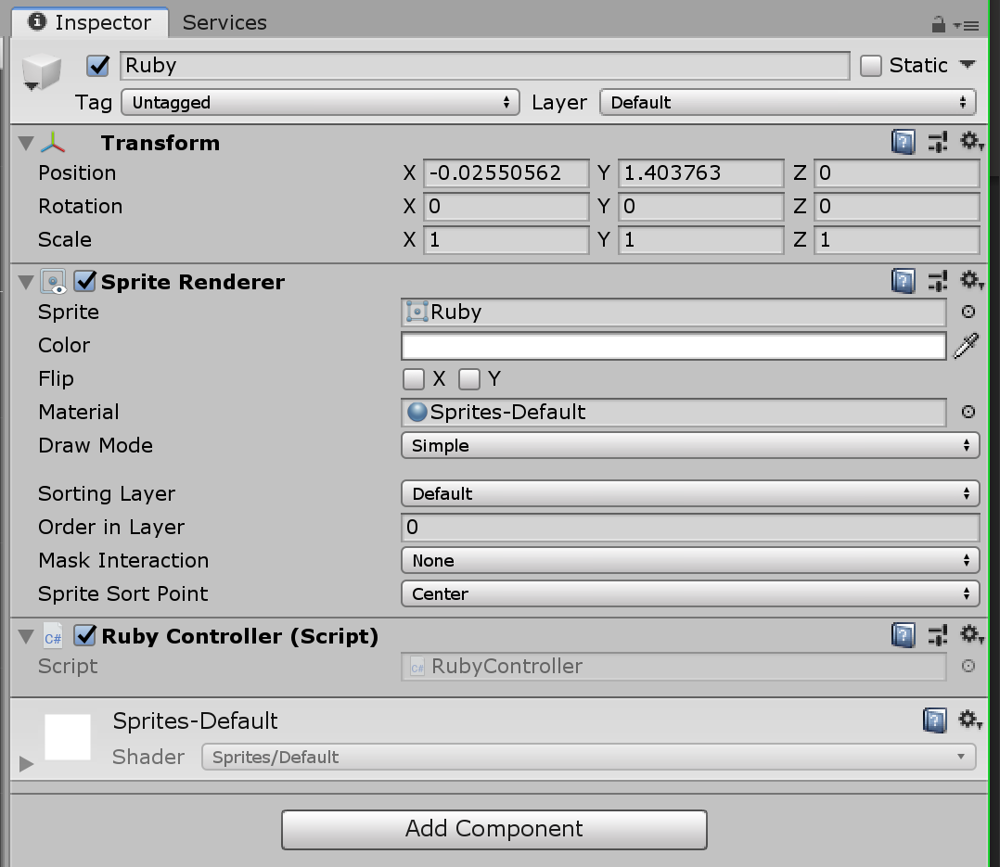 Inspector Services
Ruby Static
Tag Untagged Layer Default
Transform
Position X -0.02550562 Y 1.403763 Z 0
Rotation X 0 Y 0 Z 0
Scale X 1 Y 1 Z 1
Sprite Renderer
Sprite Ruby
Color
Flip X Y
Material Sprites-Default
Draw Mode Simple
Sorting Layer Default
Order in Layer 0
Mask Interaction None
Sprite Sort Point Center
C# Ruby Controller (Script)
Script C# RubyController
Sprites-Default
Shader Sprites/Default
Add Component